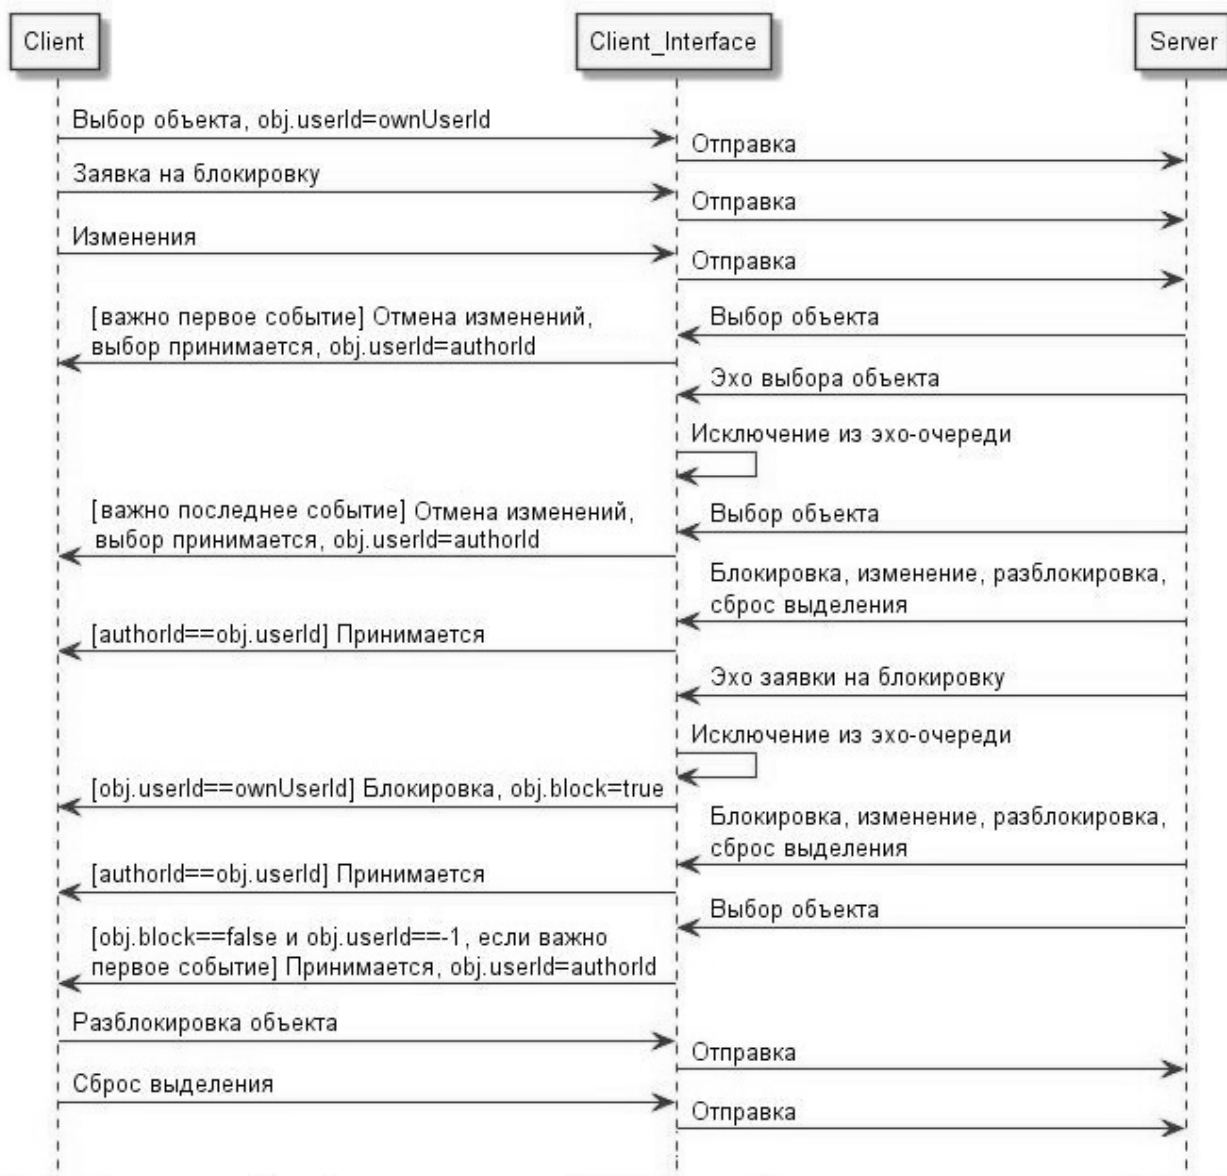 Client
Client_Interface
Server
Выбор объекта, obj.userId=ownUserId
Отправка
Заявка на блокировку
Отправка
Изменения
Отправка
[важно первое событие] Отмена изменений,
выбор принимается, obj.userId=authorId
Выбор объекта
Эхо выбора объекта
Исключение из эхо-очереди
[важно последнее событие] Отмена изменений,
выбор принимается, obj.userId=authorId
Выбор объекта
Блокировка, изменение, разблокировка,
сброс выделения
[authorId==obj.userId] Принимается
Эхо заявки на блокировку
Исключение из эхо-очереди
[obj.userId==ownUserId] Блокировка, obj.block=true
Блокировка, изменение, разблокировка,
сброс выделения
[authorId==obj.userId] Принимается
Выбор объекта
[obj.block==false и obj.userId==-1, если важно
первое событие] Принимается, obj.userId=authorId
Разблокировка объекта
Отправка
Сброс выделения
Отправка